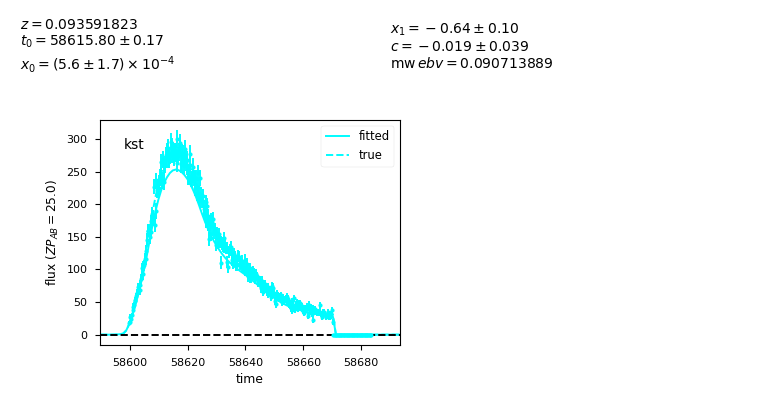 z = 0.093591823
t₀ = 58615.80 ± 0.17
x₀ = (5.6 ± 1.7) × 10⁻⁴
x₁ = −0.64 ± 0.10
c = −0.019 ± 0.039
mw ebv = 0.090713889
kst
fitted
true
300
250
200
150
100
50
0
flux (ZP_AB = 25.0)
58600 58620 58640 58660 58680
time